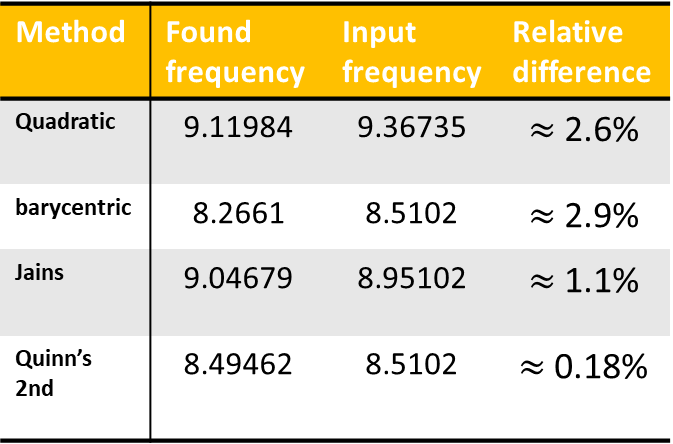 Method Found frequency Input frequency Relative difference
Quadratic 9.11984 9.36735 ≈ 2.6%
barycentric 8.2661 8.5102 ≈ 2.9%
Jains 9.04679 8.95102 ≈ 1.1%
Quinn’s 2nd 8.49462 8.5102 ≈ 0.18%